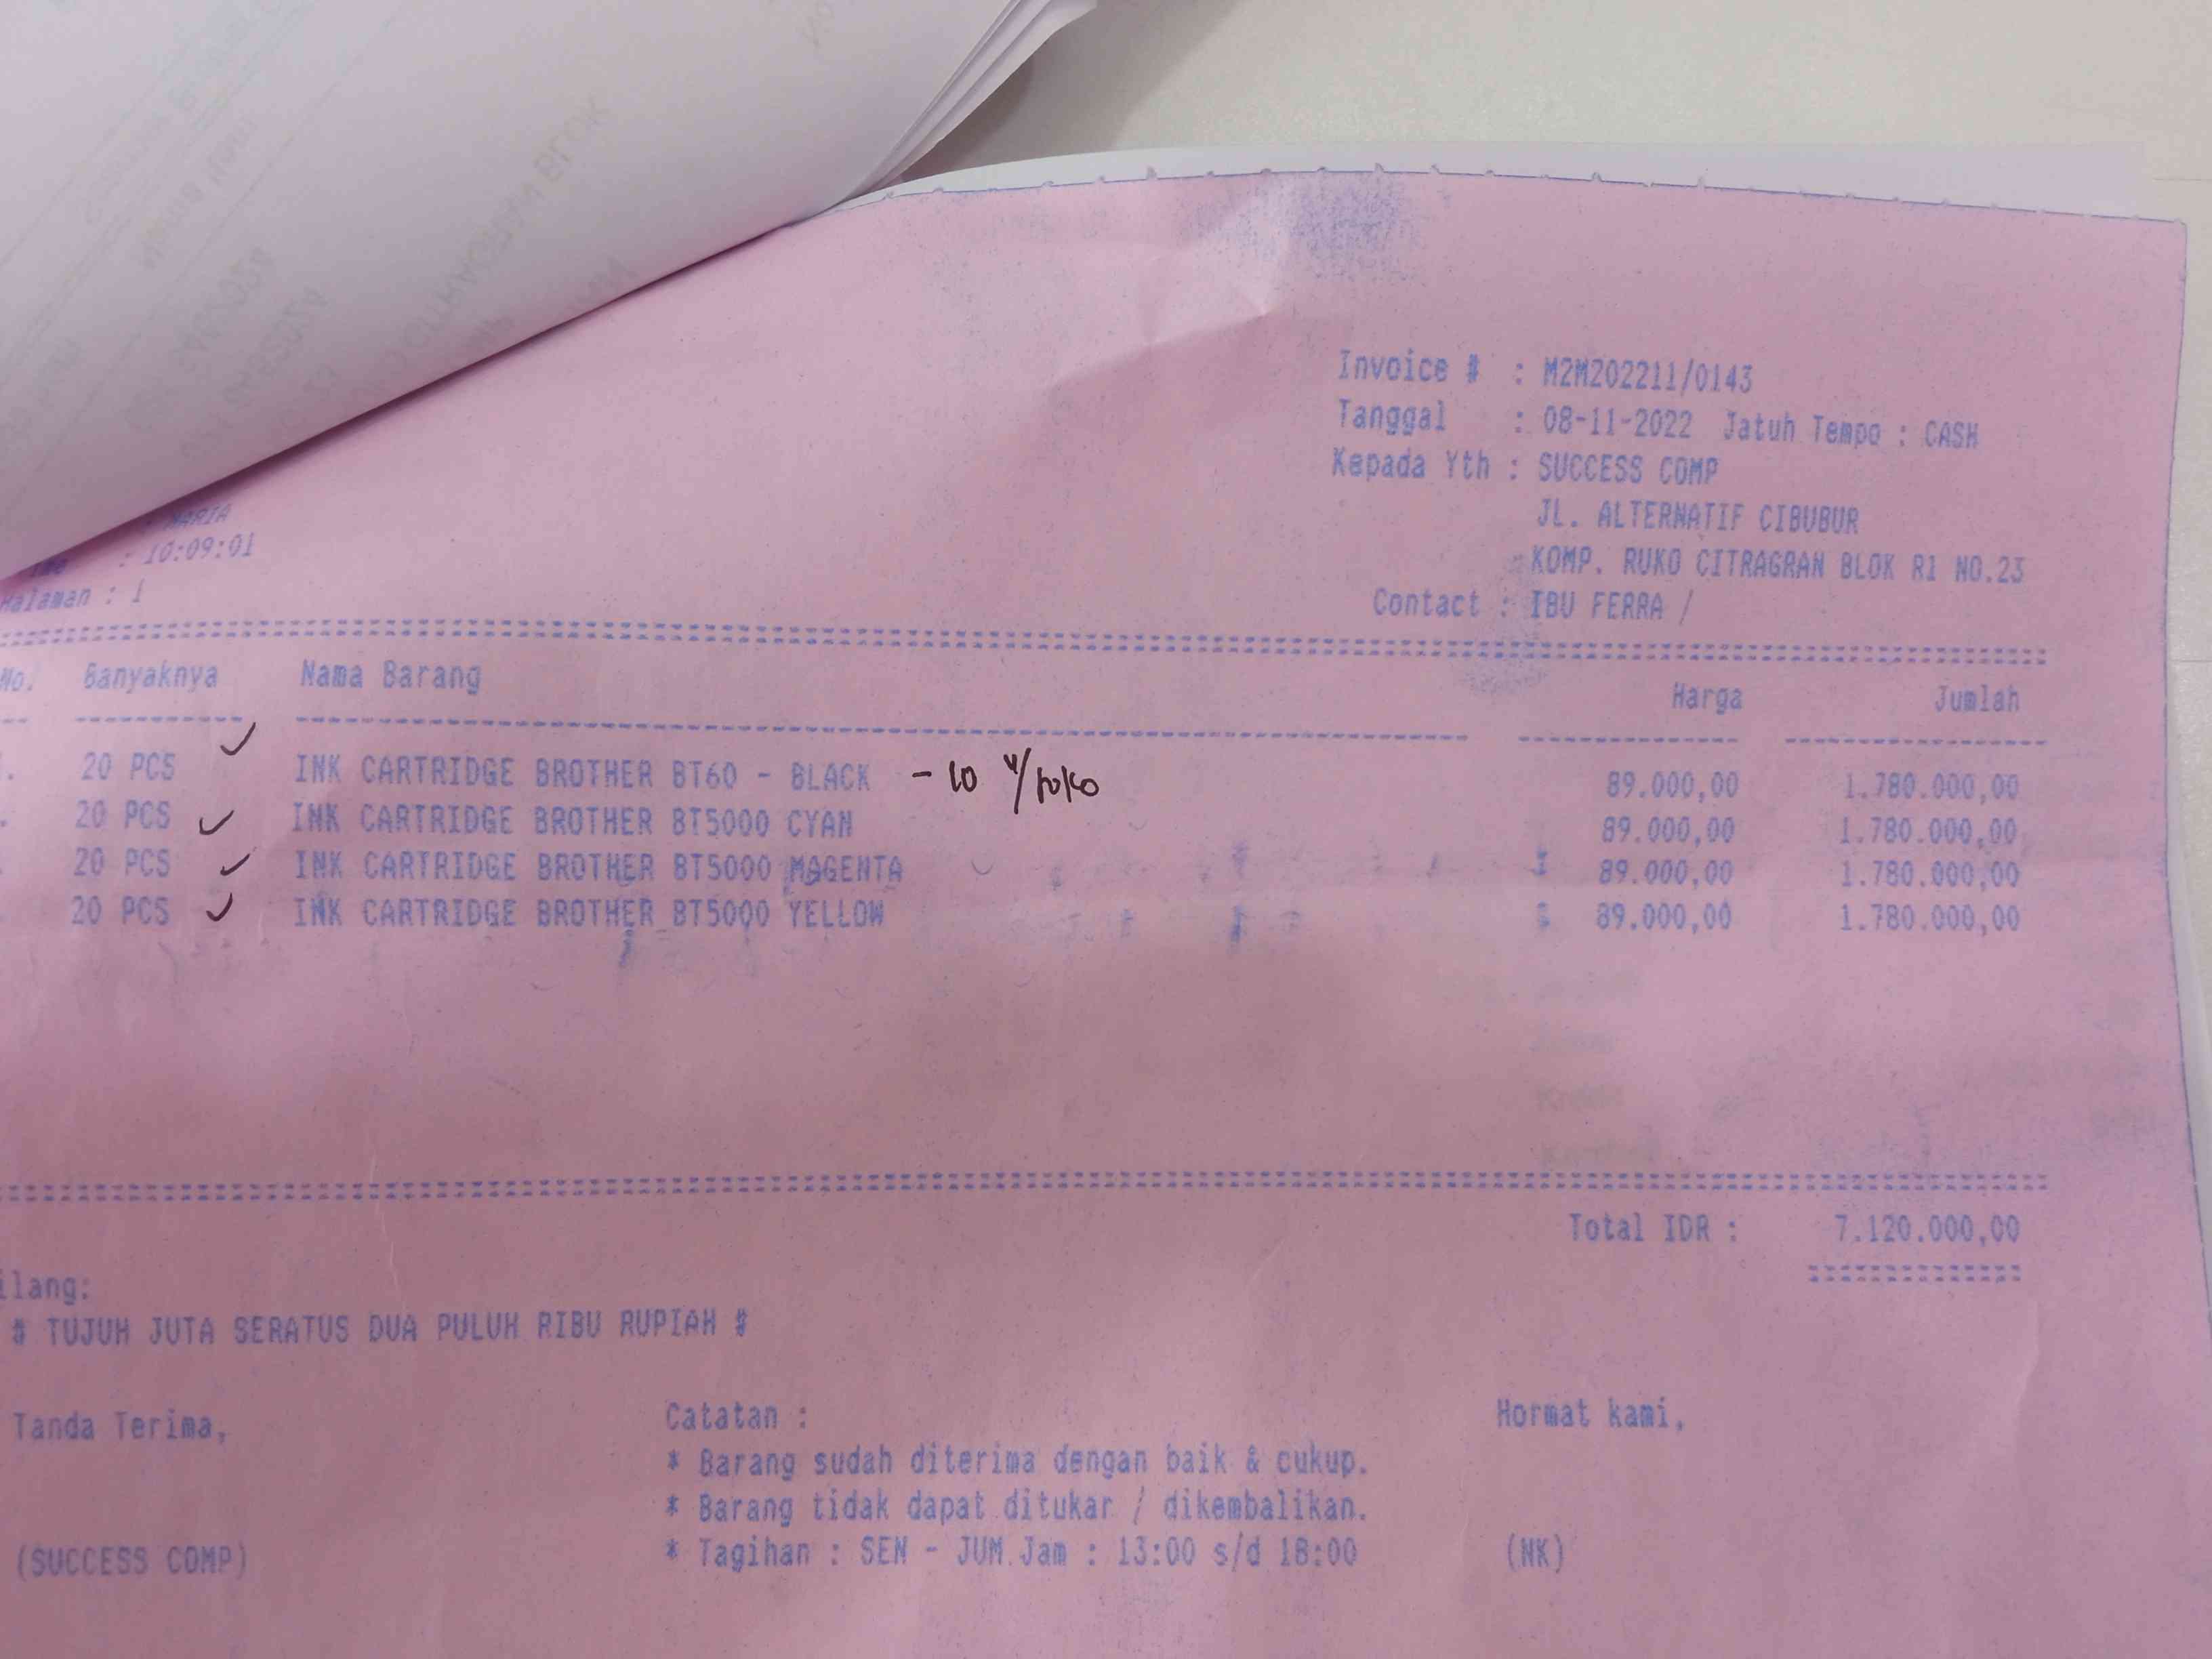 Invoice # : M2M202211/0143
Tanggal : 08-11-2022 Jatuh Tempo : CASH
Kepada Yth : SUCCESS COMP
JL. ALTERNATIF CIBUBUR
: MARIA
KOMP. RUKO CITRAGRAN BLOK R1 NO.23
: 10:09:01
Contact : IBU FERRA /
Halaman : 1
No. Banyaknya Nama Barang Harga Jumlah
20 PCS INK CARTRIDGE BROTHER BT60 - BLACK - 10 u/ruko 89.000,00 1.780.000,00
20 PCS INK CARTRIDGE BROTHER BT5000 CYAN 89.000,00 1.780.000,00
20 PCS INK CARTRIDGE BROTHER BT5000 MAGENTA 89.000,00 1.780.000,00
20 PCS INK CARTRIDGE BROTHER BT5000 YELLOW 89.000,00 1.780.000,00
Total IDR : 7.120.000,00
ilang:
# TUJUH JUTA SERATUS DUA PULUH RIBU RUPIAH #
Tanda Terima, Catatan : Hormat kami,
* Barang sudah diterima dengan baik & cukup.
* Barang tidak dapat ditukar / dikembalikan.
(SUCCESS COMP) * Tagihan : SEN - JUM Jam : 13:00 s/d 18:00 (NK)